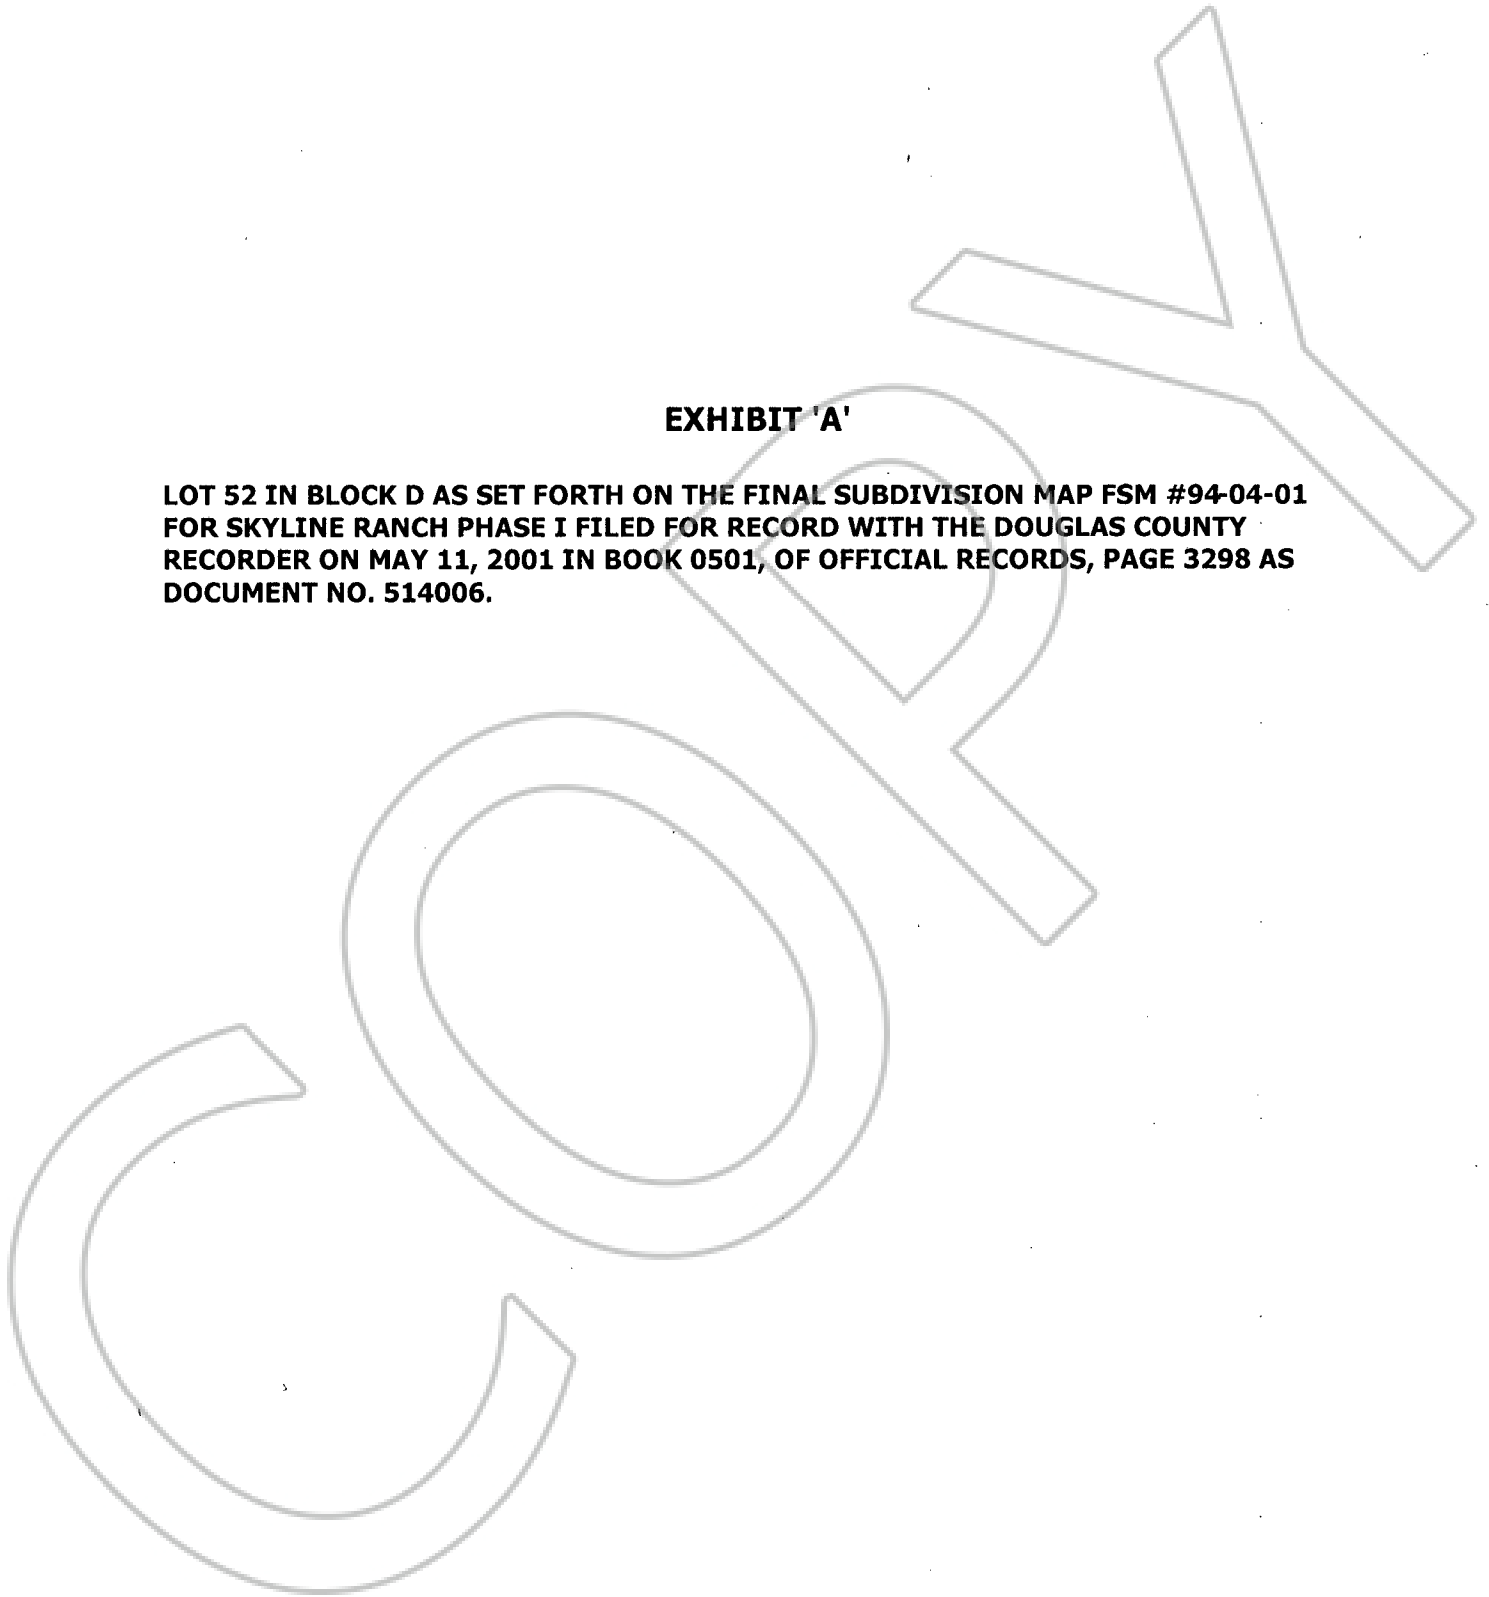 EXHIBIT 'A'
LOT 52 IN BLOCK D AS SET FORTH ON THE FINAL SUBDIVISION MAP FSM #94-04-01
FOR SKYLINE RANCH PHASE I FILED FOR RECORD WITH THE DOUGLAS COUNTY
RECORDER ON MAY 11, 2001 IN BOOK 0501, OF OFFICIAL RECORDS, PAGE 3298 AS
DOCUMENT NO. 514006.
COPY